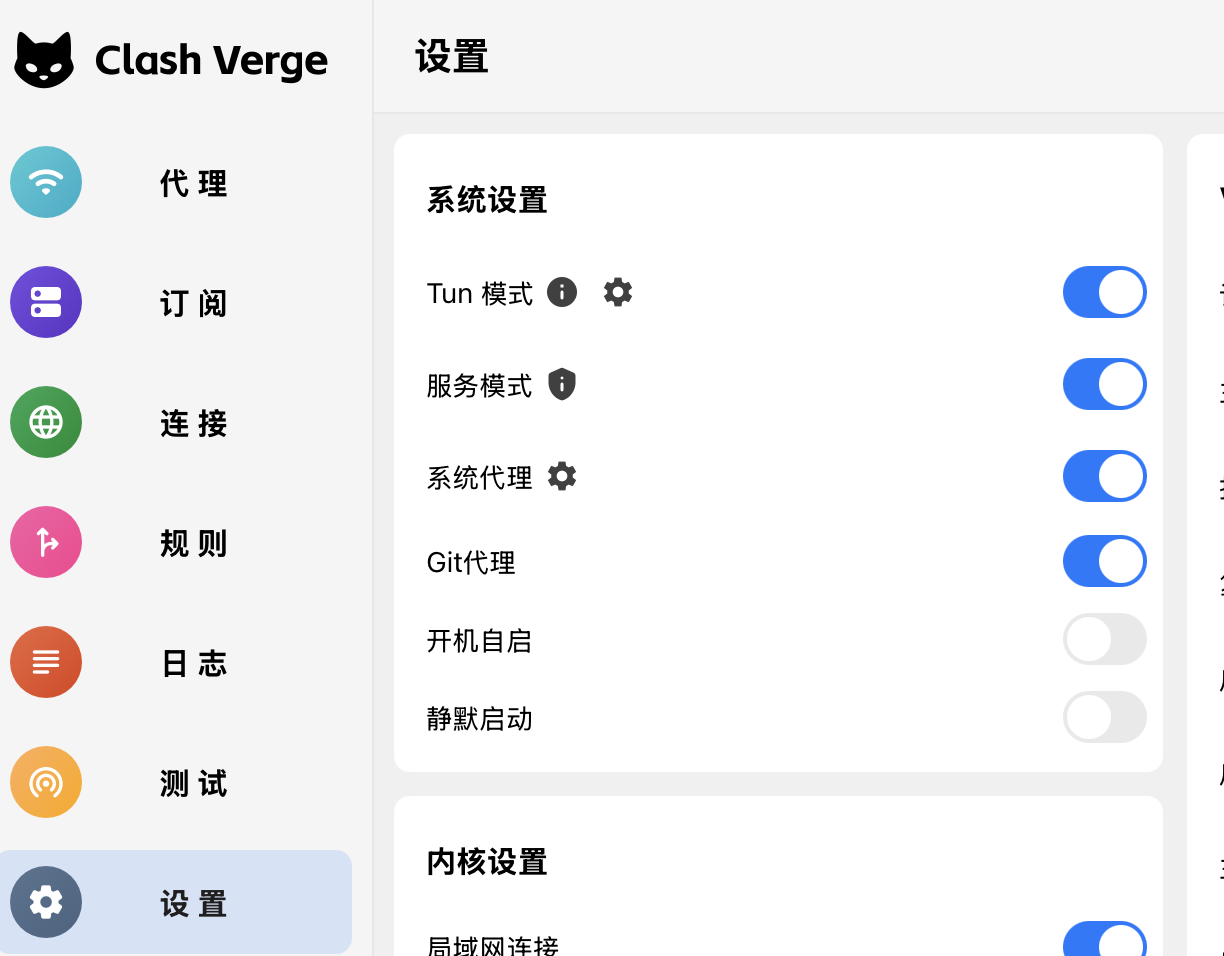 Clash Verge
代理
订阅
连接
规则
日志
测试
设置
设置
系统设置
Tun 模式
服务模式
系统代理
Git代理
开机自启
静默启动
内核设置
局域网连接